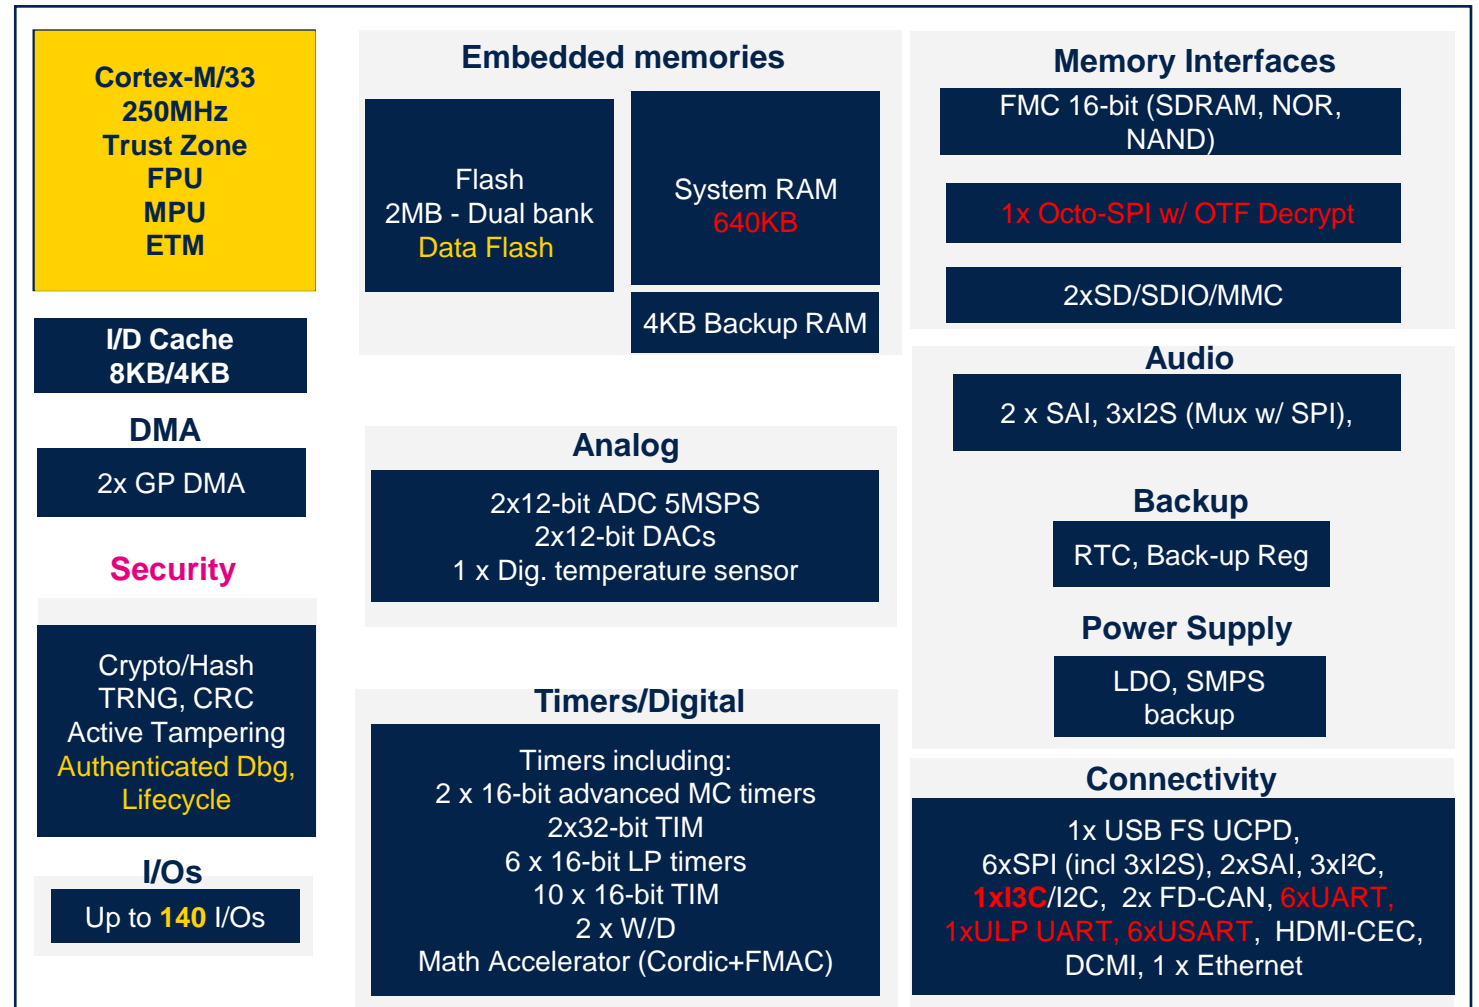 Cortex-M/33
250MHz
Trust Zone
FPU
MPU
ETM
I/D Cache
8KB/4KB
DMA
2x GP DMA
Security
Crypto/Hash
TRNG, CRC
Active Tampering
Authenticated Dbg,
Lifecycle
I/Os
Up to 140 I/Os
Embedded memories
Flash
2MB - Dual bank
Data Flash
System RAM
640KB
4KB Backup RAM
Analog
2x12-bit ADC 5MSPS
2x12-bit DACs
1 x Dig. temperature sensor
Timers/Digital
Timers including:
2 x 16-bit advanced MC timers
2x32-bit TIM
6 x 16-bit LP timers
10 x 16-bit TIM
2 x W/D
Math Accelerator (Cordic+FMAC)
Memory Interfaces
FMC 16-bit (SDRAM, NOR,
NAND)
1x Octo-SPI w/ OTF Decrypt
2xSD/SDIO/MMC
Audio
2 x SAI, 3xI2S (Mux w/ SPI),
Backup
RTC, Back-up Reg
Power Supply
LDO, SMPS
backup
Connectivity
1x USB FS UCPD,
6xSPI (incl 3xI2S), 2xSAI, 3xI²C,
1xI3C/I2C, 2x FD-CAN, 6xUART,
1xULP UART, 6xUSART, HDMI-CEC,
DCMI, 1 x Ethernet